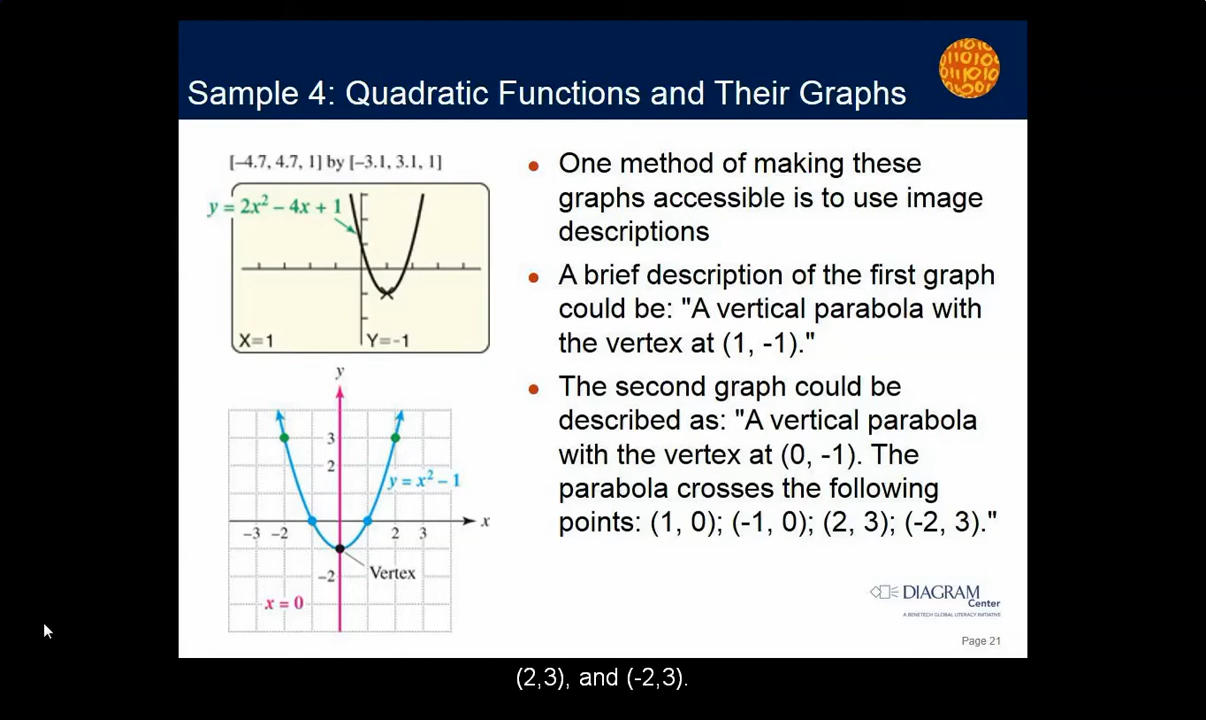 Sample 4: Quadratic Functions and Their Graphs
[–4.7, 4.7, 1] by [–3.1, 3.1, 1]
y = 2x² – 4x + 1
X=1
Y=-1
y
3
2
y = x² – 1
x
–3 –2
2 3
–2
Vertex
x = 0
• One method of making these
graphs accessible is to use image
descriptions
• A brief description of the first graph
could be: "A vertical parabola with
the vertex at (1, -1)."
• The second graph could be
described as: "A vertical parabola
with the vertex at (0, -1). The
parabola crosses the following
points: (1, 0); (-1, 0); (2, 3); (-2, 3)."
DIAGRAM
Center
A BENETECH GLOBAL LITERACY INITIATIVE
Page 21
(2,3), and (-2,3).